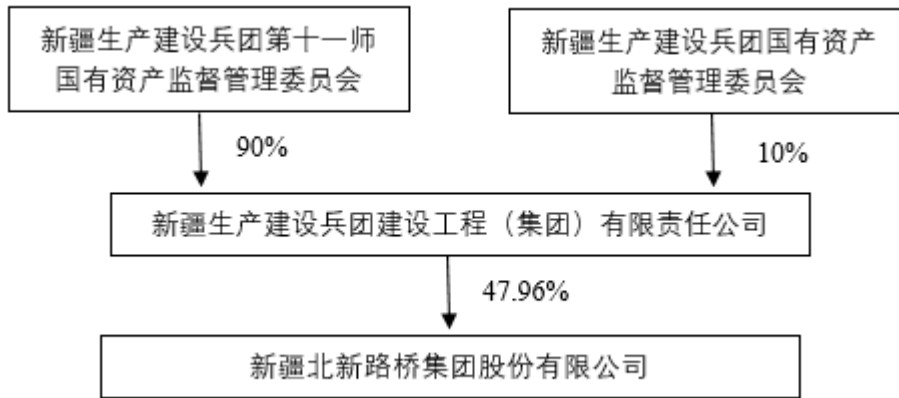 新疆生产建设兵团第十一师
国有资产监督管理委员会
新疆生产建设兵团国有资产
监督管理委员会
90%
10%
新疆生产建设兵团建设工程（集团）有限责任公司
47.96%
新疆北新路桥集团股份有限公司